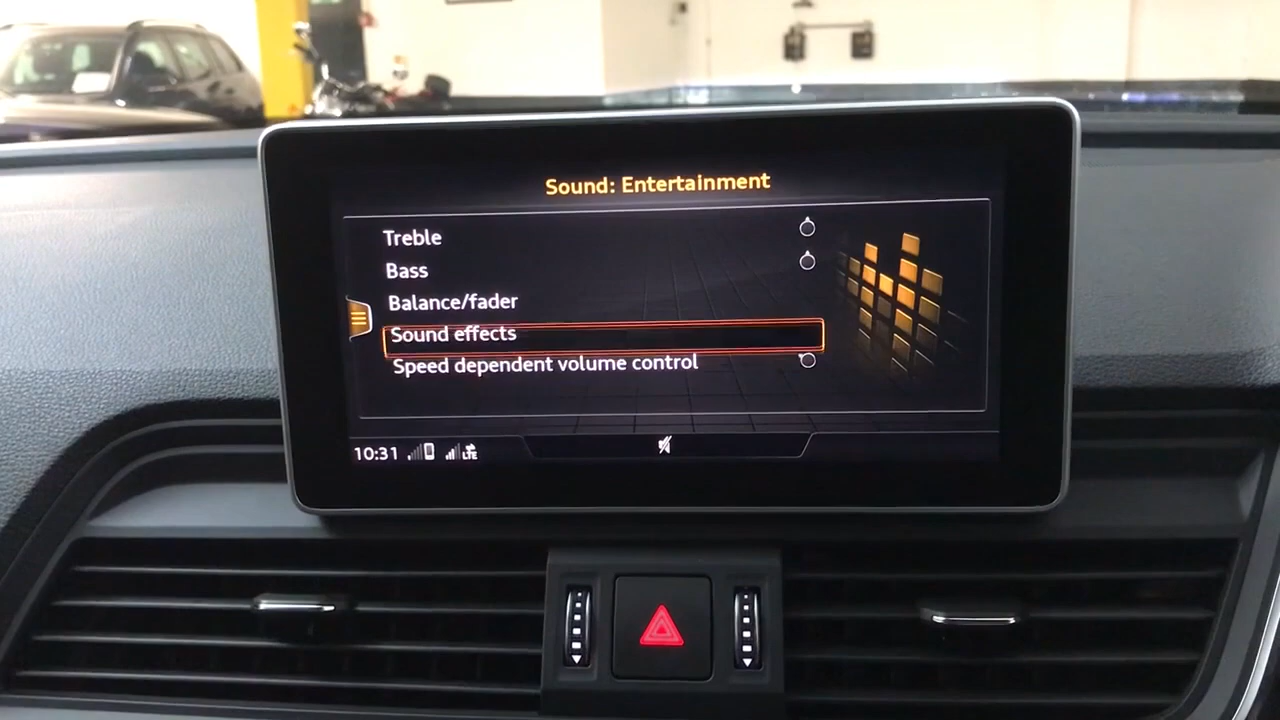 Sound: Entertainment
Treble
Bass
Balance/fader
Sound effects
Speed dependent volume control
10:31 LTE